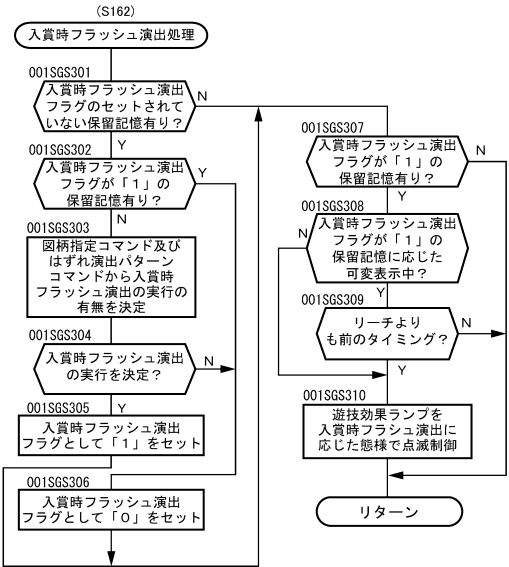 (S162)
入賞時フラッシュ演出処理
001SGS301
入賞時フラッシュ演出
フラグのセットされて
いない保留記憶有り？
N
Y
001SGS302
入賞時フラッシュ演出
フラグが「１」の
保留記憶有り？
Y
N
001SGS303
図柄指定コマンド及び
はずれ演出パターン
コマンドから入賞時
フラッシュ演出の実行の
有無を決定
001SGS304
入賞時フラッシュ演出
の実行を決定？
N
Y
001SGS305
入賞時フラッシュ演出
フラグとして「１」をセット
001SGS306
入賞時フラッシュ演出
フラグとして「０」をセット
001SGS307
入賞時フラッシュ演出
フラグが「１」の
保留記憶有り？
N
Y
001SGS308
入賞時フラッシュ演出
フラグが「１」の
保留記憶に応じた
可変表示中？
N
Y
001SGS309
リーチより
も前のタイミング？
N
Y
001SGS310
遊技効果ランプを
入賞時フラシュ演出に
応じた態様で点滅制御
リターン